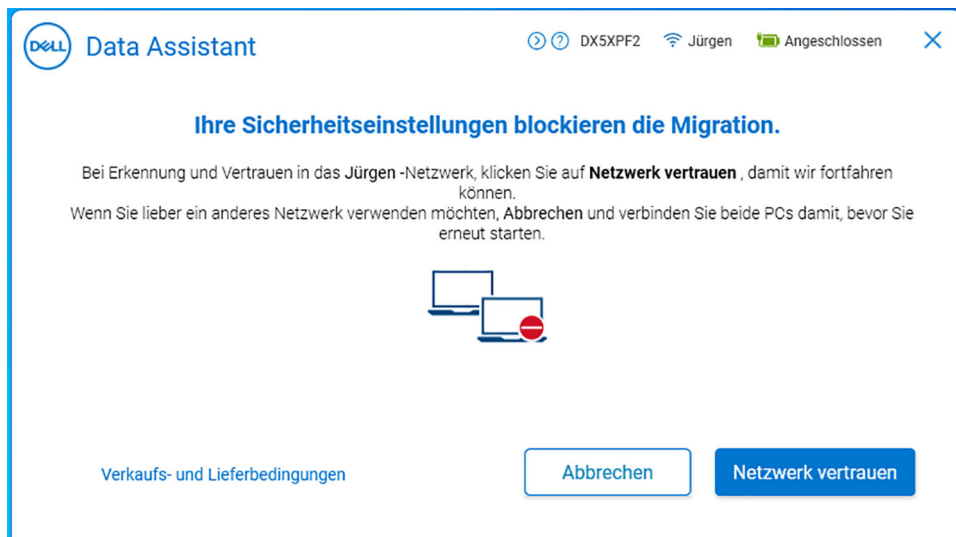 DELL Data Assistant DX5XPF2 Jürgen Angeschlossen
Ihre Sicherheitseinstellungen blockieren die Migration.
Bei Erkennung und Vertrauen in das Jürgen -Netzwerk, klicken Sie auf Netzwerk vertrauen , damit wir fortfahren
können.
Wenn Sie lieber ein anderes Netzwerk verwenden möchten, Abbrechen und verbinden Sie beide PCs damit, bevor Sie
erneut starten.
Verkaufs- und Lieferbedingungen Abbrechen Netzwerk vertrauen